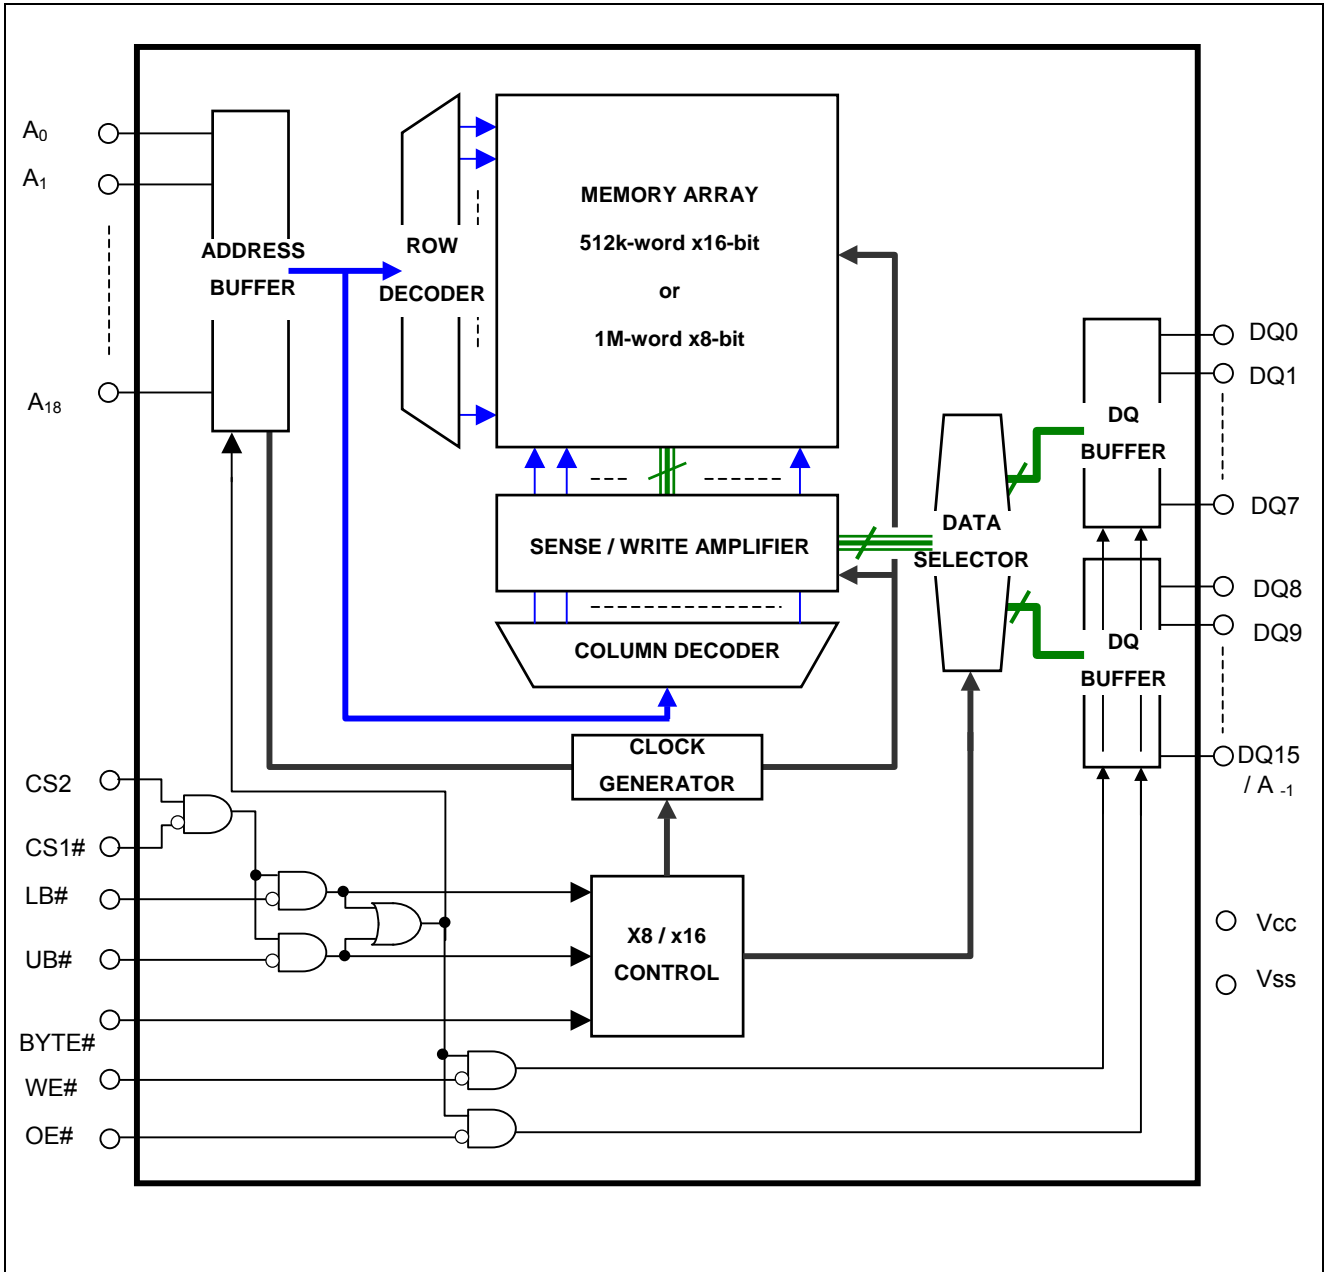 A0
A1
A18
ADDRESS
BUFFER
ROW
DECODER
MEMORY ARRAY
512k-word x16-bit
or
1M-word x8-bit
SENSE / WRITE AMPLIFIER
COLUMN DECODER
CLOCK
GENERATOR
X8 / x16
CONTROL
DATA
SELECTOR
DQ
BUFFER
DQ
BUFFER
DQ0
DQ1
DQ7
DQ8
DQ9
DQ15
/ A -1
Vcc
Vss
CS2
CS1#
LB#
UB#
BYTE#
WE#
OE#